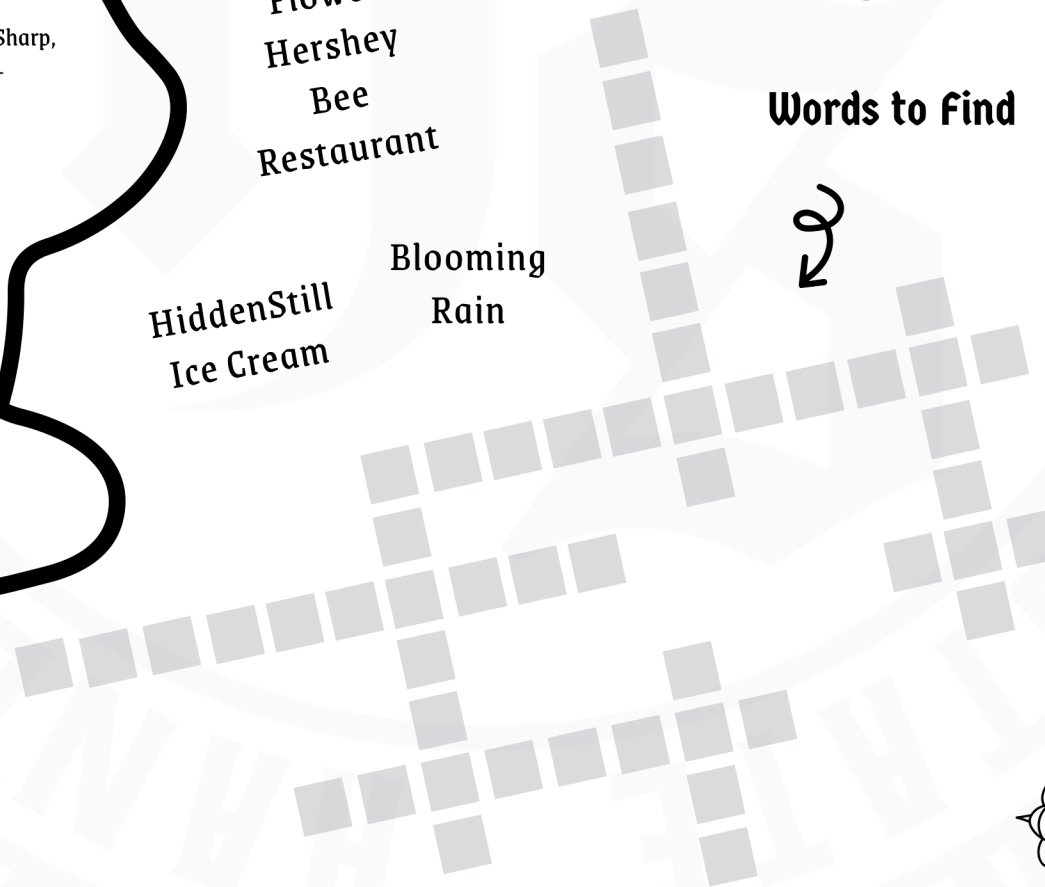 Sharp,
Hershey
Bee
Restaurant
Words to Find
Blooming
Rain
HiddenStill
Ice Cream